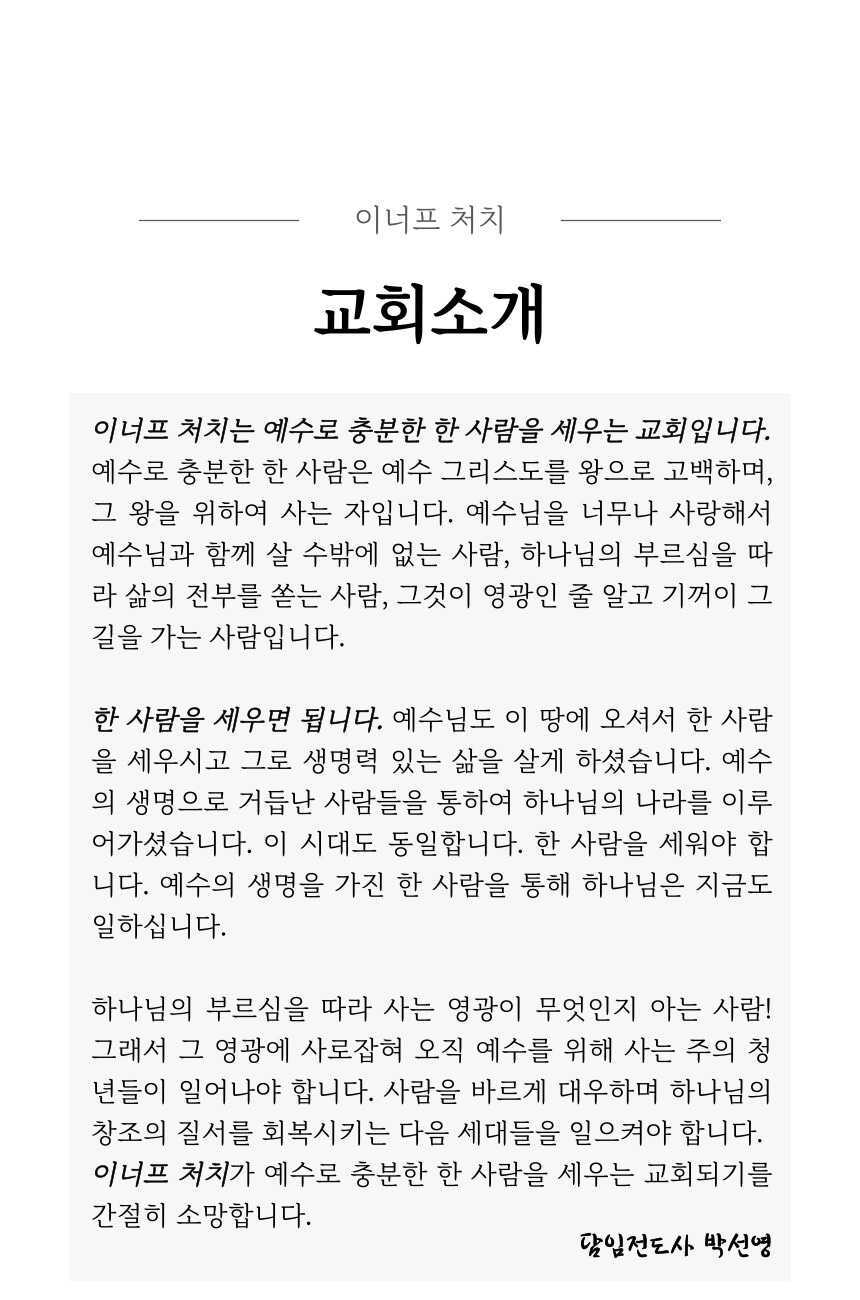 이너프 처치
교회소개
이너프 처치는 예수로 충분한 한 사람을 세우는 교회입니다.
예수로 충분한 한 사람은 예수 그리스도를 왕으로 고백하며,
그 왕을 위하여 사는 자입니다. 예수님을 너무나 사랑해서
예수님과 함께 살 수밖에 없는 사람, 하나님의 부르심을 따
라 삶의 전부를 쏟는 사람, 그것이 영광인 줄 알고 기꺼이 그
길을 가는 사람입니다.
한 사람을 세우면 됩니다. 예수님도 이 땅에 오셔서 한 사람
을 세우시고 그로 생명력 있는 삶을 살게 하셨습니다. 예수
의 생명으로 거듭난 사람들을 통하여 하나님의 나라를 이루
어가셨습니다. 이 시대도 동일합니다. 한 사람을 세워야 합
니다. 예수의 생명을 가진 한 사람을 통해 하나님은 지금도
일하십니다.
하나님의 부르심을 따라 사는 영광이 무엇인지 아는 사람!
그래서 그 영광에 사로잡혀 오직 예수를 위해 사는 주의 청
년들이 일어나야 합니다. 사람을 바르게 대우하며 하나님의
창조의 질서를 회복시키는 다음 세대들을 일으켜야 합니다.
이너프 처치가 예수로 충분한 한 사람을 세우는 교회되기를
간절히 소망합니다.
담임전도사 박선영